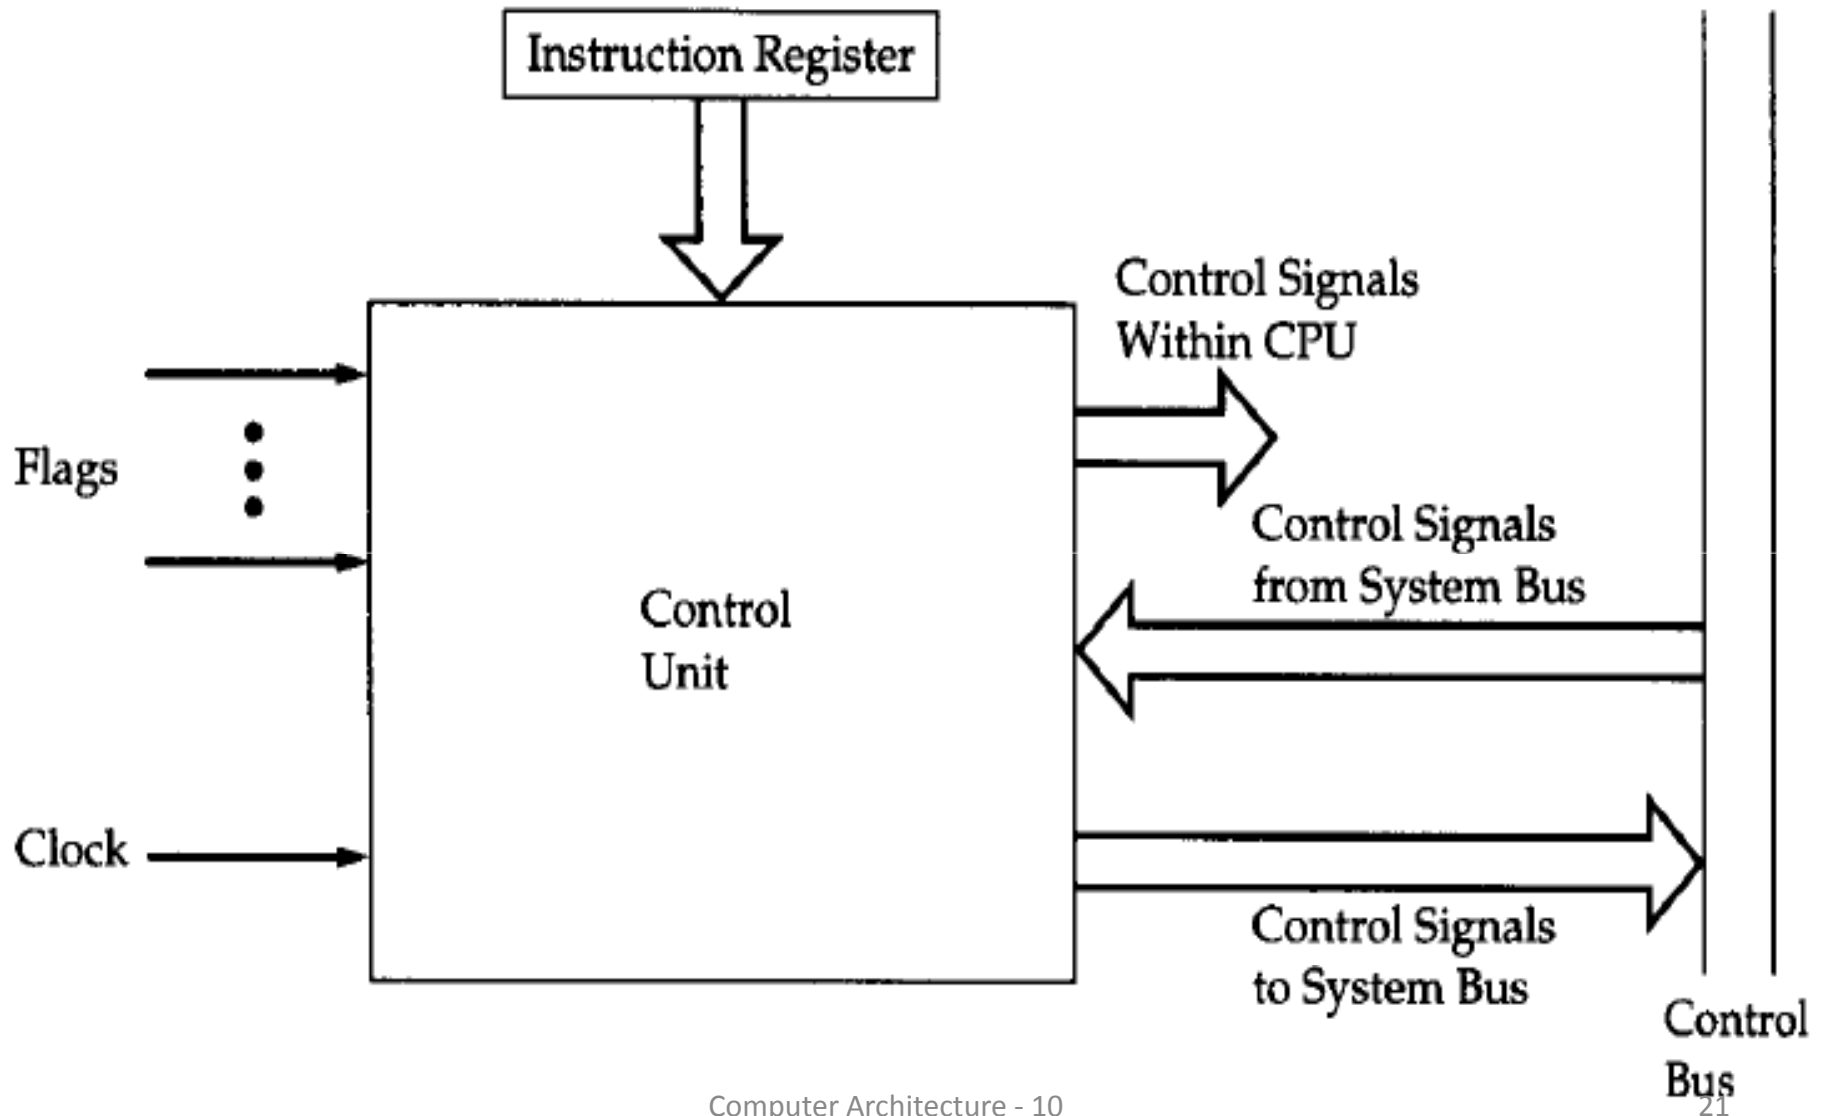 Instruction Register
Control Signals
Within CPU
Flags
Control Signals
from System Bus
Control
Unit
Clock
Control Signals
to System Bus
Control
Bus
Computer Architecture - 10
21